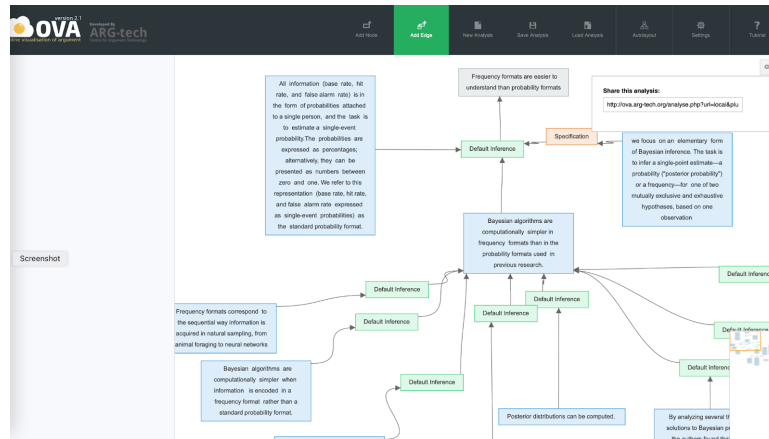 version 2.1
OVA
online visualisation of argument
Developed By
ARG-tech
Centre for Argument Technology
Add Node
Add Edge
New Analysis
Save Analysis
Load Analysis
Autolayout
Settings
Tutorial
Share this analysis:
http://ova.arg-tech.org/analyse.php?url=local&plu
All information (base rate, hit
rate, and false alarm rate) is in
the form of probabilities attached
to a single person, and the task is
to estimate a single-event
probability.The probabilities are
expressed as percentages;
alternatively, they can be
presented as numbers between
zero and one. We refer to this
representation (base rate, hit rate,
and false alarm rate expressed
as single-event probabilities) as
the standard probability format.
Frequency formats are easier to
understand than probability formats
Specification
Default Inference
we focus on an elementary form
of Bayesian inference. The task is
to infer a single-point estimate—a
probability ("posterior probability")
or a frequency—for one of two
mutually exclusive and exhaustive
hypotheses, based on one
observation
Bayesian algorithms are
computationally simpler in
frequency formats than in the
probability formats used in
previous research.
Screenshot
Default Inference
Default Inference
Default Inference
Default Inference
Default Inference
Frequency formats correspond to
the sequential way information is
acquired in natural sampling, from
animal foraging to neural networks
Default Inference
Default Inference
Bayesian algorithms are
computationally simpler when
information is encoded in a
frequency format rather than a
standard probability format.
Default Inference
Default Inference
Posterior distributions can be computed.
By analyzing several th
solutions to Bayesian p